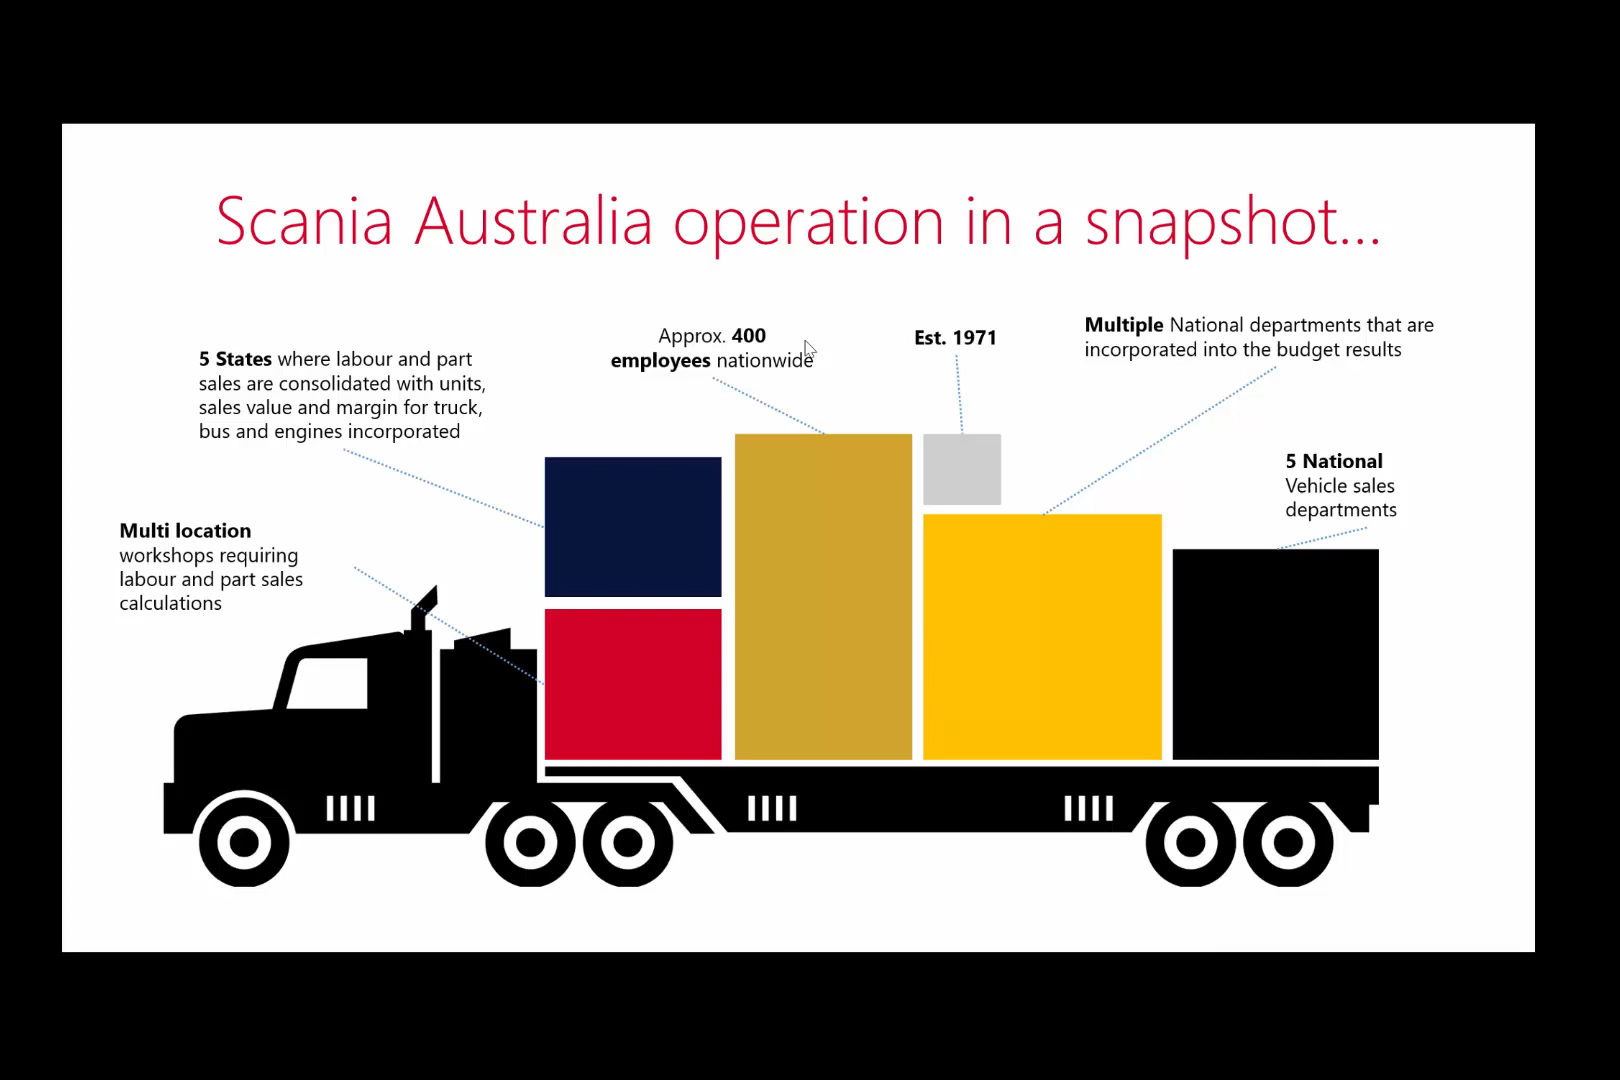 Scania Australia operation in a snapshot...
5 States where labour and part
sales are consolidated with units,
sales value and margin for truck,
bus and engines incorporated
Approx. 400
employees nationwide
Est. 1971
Multiple National departments that are
incorporated into the budget results
5 National
Vehicle sales
departments
Multi location
workshops requiring
labour and part sales
calculations